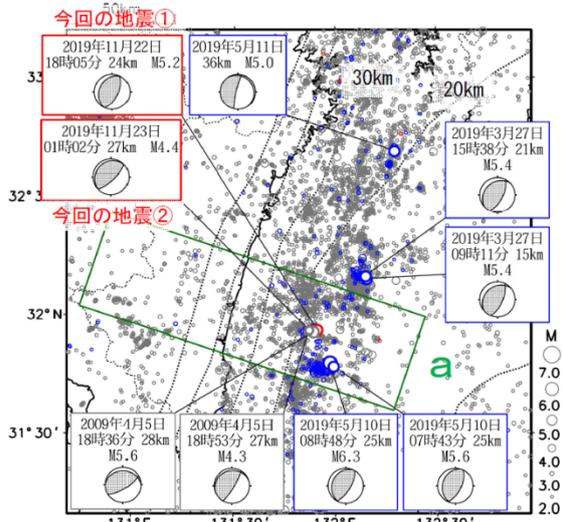 50km
今回の地震①
2019年11月22日
18時05分 24km M5.2
2019年5月11日
36km M5.0
30km
20km
2019年11月23日
01時02分 27km M4.4
今回の地震②
2019年3月27日
15時38分 21km
M5.4
2019年3月27日
09時11分 15km
M5.4
32°N
a
M
7.0
6.0
5.0
4.0
3.0
2.0
31°30′
2009年4月5日
18時36分 28km
M5.6
2009年4月5日
18時53分 27km
M4.3
2019年5月10日
08時48分 25km
M6.3
2019年5月10日
07時43分 25km
M5.6
131°E
131°30′
132°E
132°30′